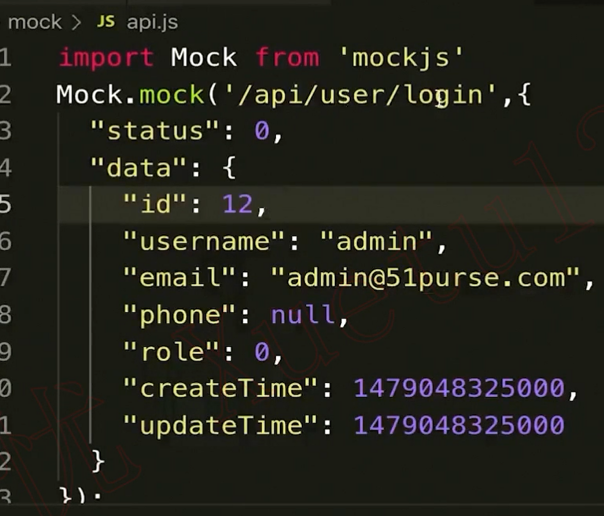 mock > JS api.js
1 import Mock from 'mockjs'
2 Mock.mock('/api/user/login',{
3 "status": 0,
4 "data": {
5 "id": 12,
6 "username": "admin",
7 "email": "admin@51purse.com",
8 "phone": null,
9 "role": 0,
0 "createTime": 1479048325000,
1 "updateTime": 1479048325000
2 }
3 });